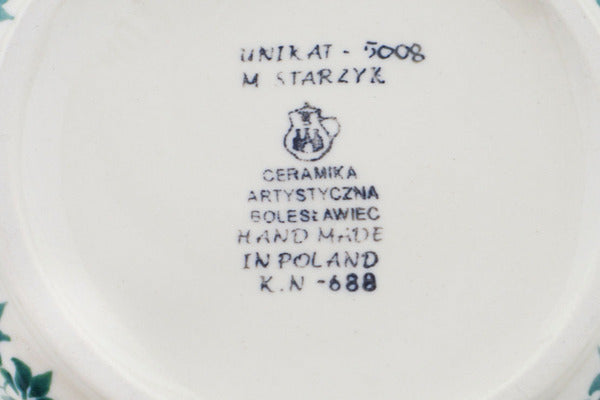 UNIKAT - 5008
M STARZYK
CERAMIKA
ARTYSTYCZNA
BOLESŁAWIEC
HAND MADE
IN POLAND
K.N -688